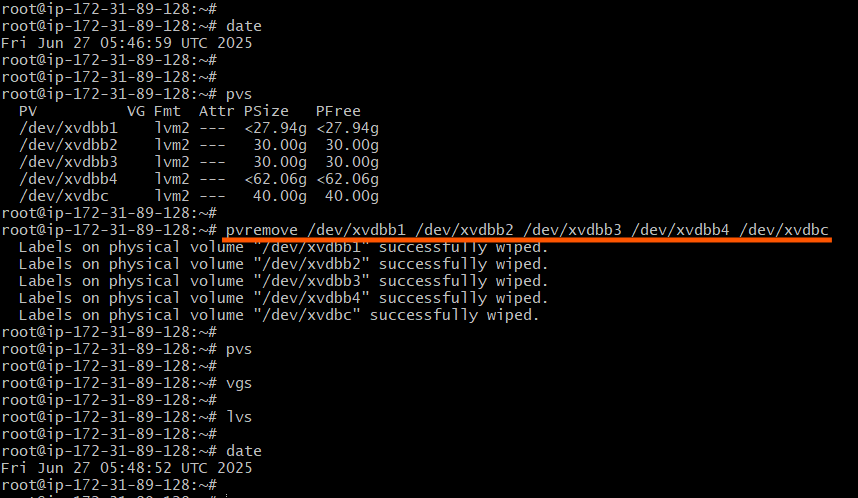 root@ip-172-31-89-128:~#
root@ip-172-31-89-128:~# date
Fri Jun 27 05:46:59 UTC 2025
root@ip-172-31-89-128:~#
root@ip-172-31-89-128:~#
root@ip-172-31-89-128:~# pvs
  PV          VG Fmt  Attr PSize   PFree
  /dev/xvdbb1    lvm2 ---  <27.94g <27.94g
  /dev/xvdbb2    lvm2 ---   30.00g  30.00g
  /dev/xvdbb3    lvm2 ---   30.00g  30.00g
  /dev/xvdbb4    lvm2 ---  <62.06g <62.06g
  /dev/xvdbc     lvm2 ---   40.00g  40.00g
root@ip-172-31-89-128:~#
root@ip-172-31-89-128:~# pvremove /dev/xvdbb1 /dev/xvdbb2 /dev/xvdbb3 /dev/xvdbb4 /dev/xvdbc
  Labels on physical volume "/dev/xvdbb1" successfully wiped.
  Labels on physical volume "/dev/xvdbb2" successfully wiped.
  Labels on physical volume "/dev/xvdbb3" successfully wiped.
  Labels on physical volume "/dev/xvdbb4" successfully wiped.
  Labels on physical volume "/dev/xvdbc" successfully wiped.
root@ip-172-31-89-128:~#
root@ip-172-31-89-128:~# pvs
root@ip-172-31-89-128:~#
root@ip-172-31-89-128:~# vgs
root@ip-172-31-89-128:~#
root@ip-172-31-89-128:~# lvs
root@ip-172-31-89-128:~#
root@ip-172-31-89-128:~# date
Fri Jun 27 05:48:52 UTC 2025
root@ip-172-31-89-128:~#